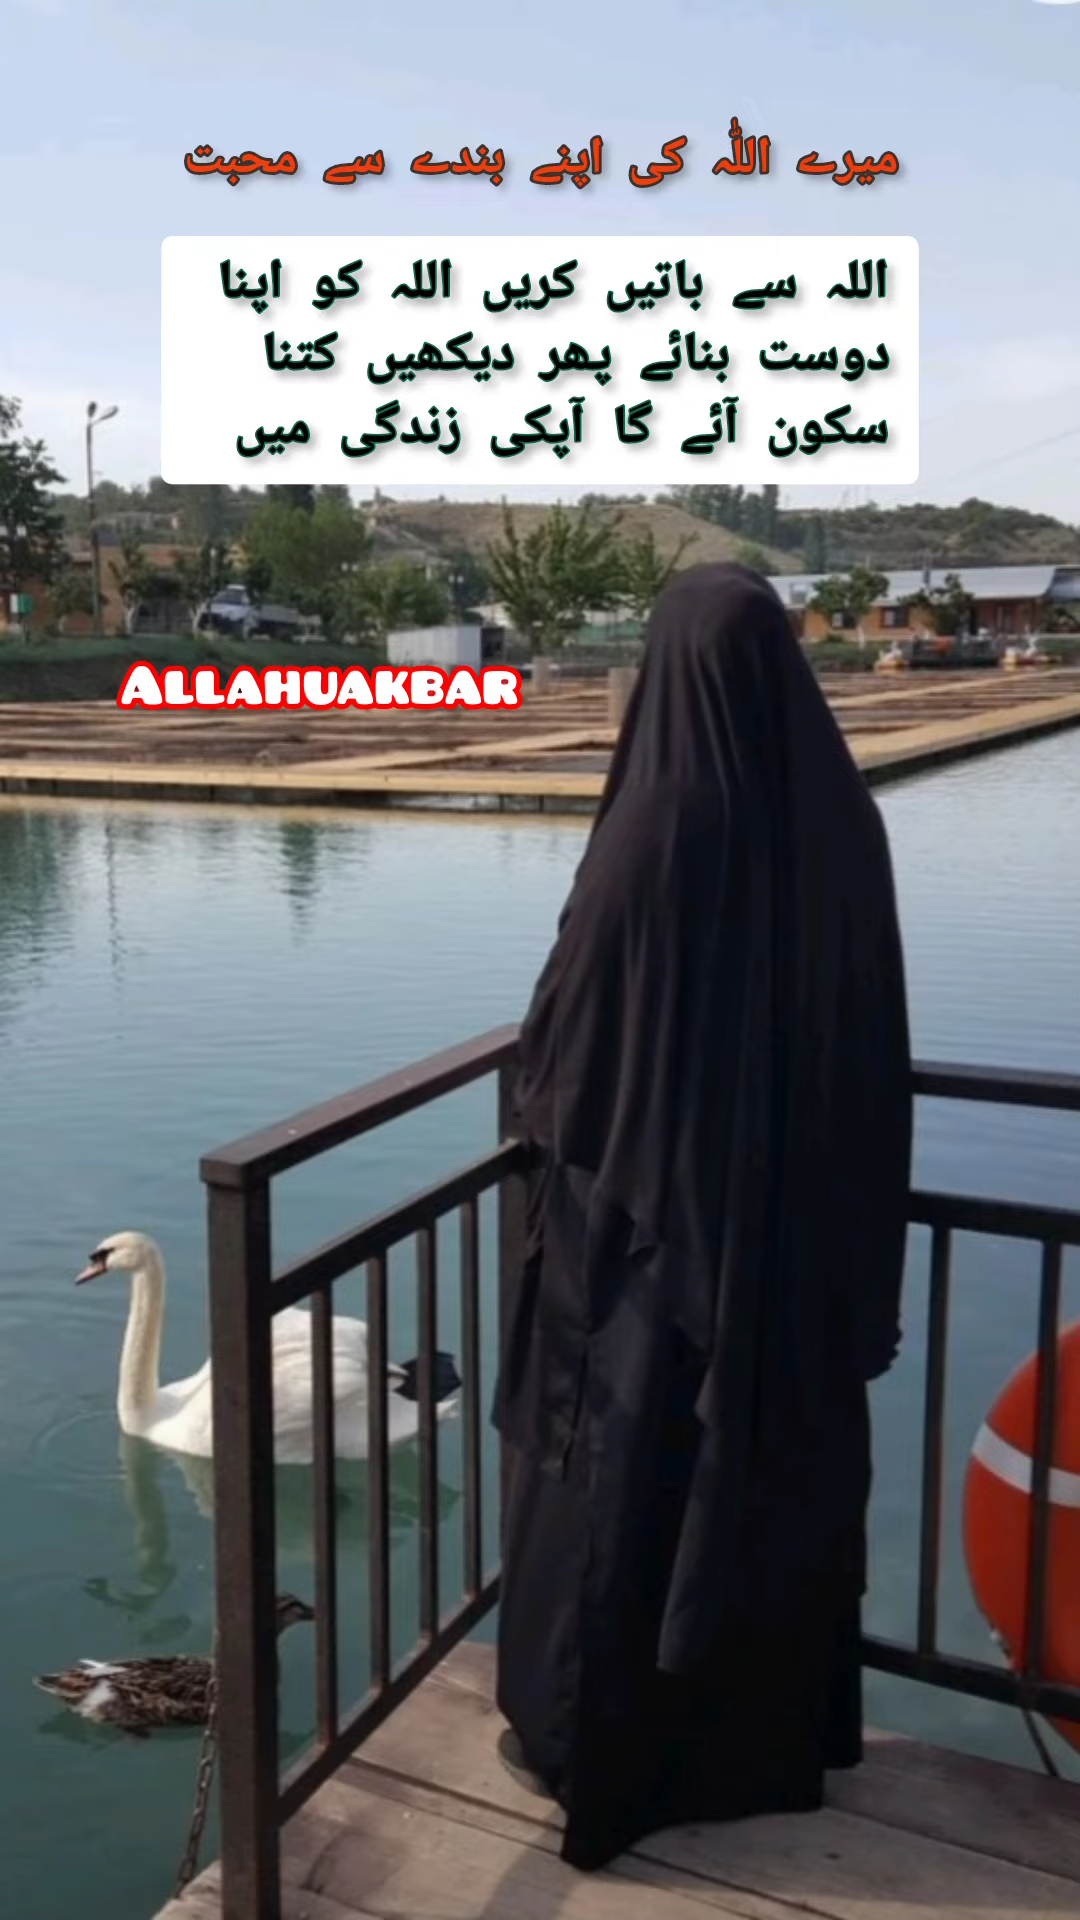 میرے اللّٰہ کی اپنے بندے سے محبت
اللہ سے باتیں کریں اللہ کو اپنا
دوست بنائے پھر دیکھیں کتنا
سکون آئے گا آپکی زندگی میں
ALLAHUAKBAR